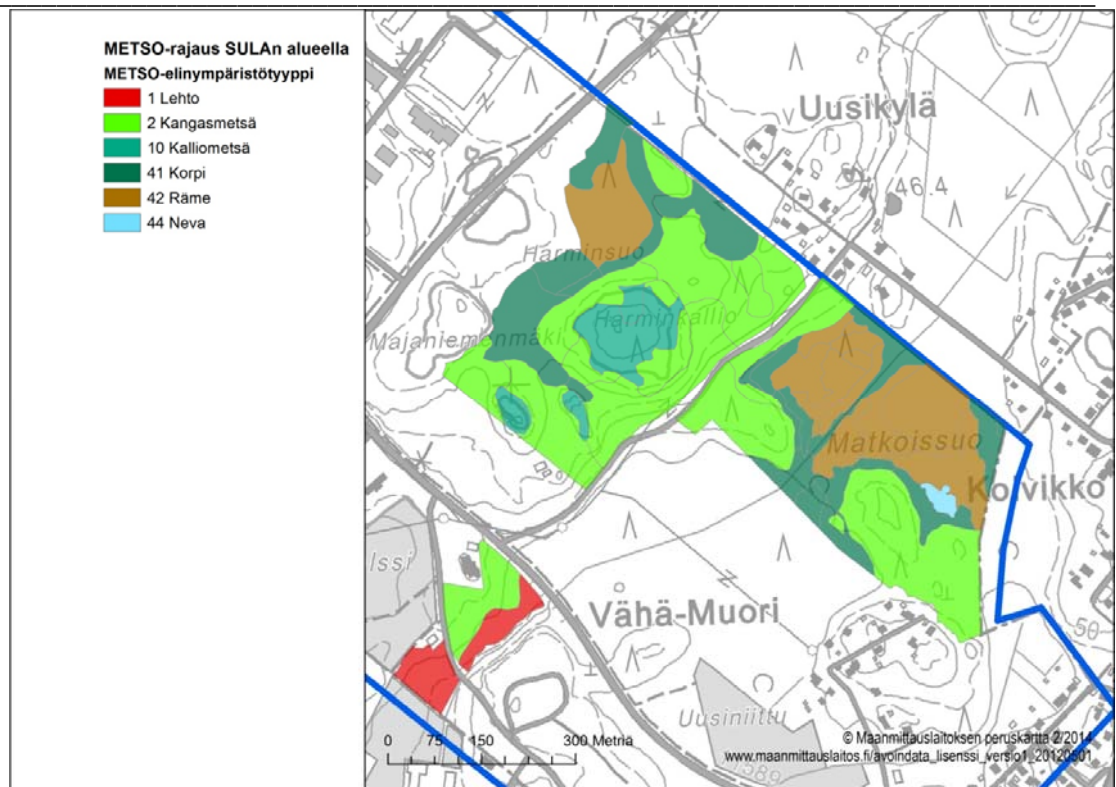 METSO-rajaus SULAn alueella
METSO-elinympäristötyyppi
1 Lehto
2 Kangasmetsä
10 Kalliometsä
41 Korpi
42 Räme
44 Neva
Uusikylä
46.4
Harminsuo
Harminkallio
Majaniemenmäki
Matkoissuo
Koivikko
Issi
Vähä-Muori
50
Uusiniittu
0 75 150 300 Metriä
© Maanmittauslaitoksen peruskartta 2/2014
www.maanmittauslaitos.fi/avoindata_lisenssi_versio1_20120501